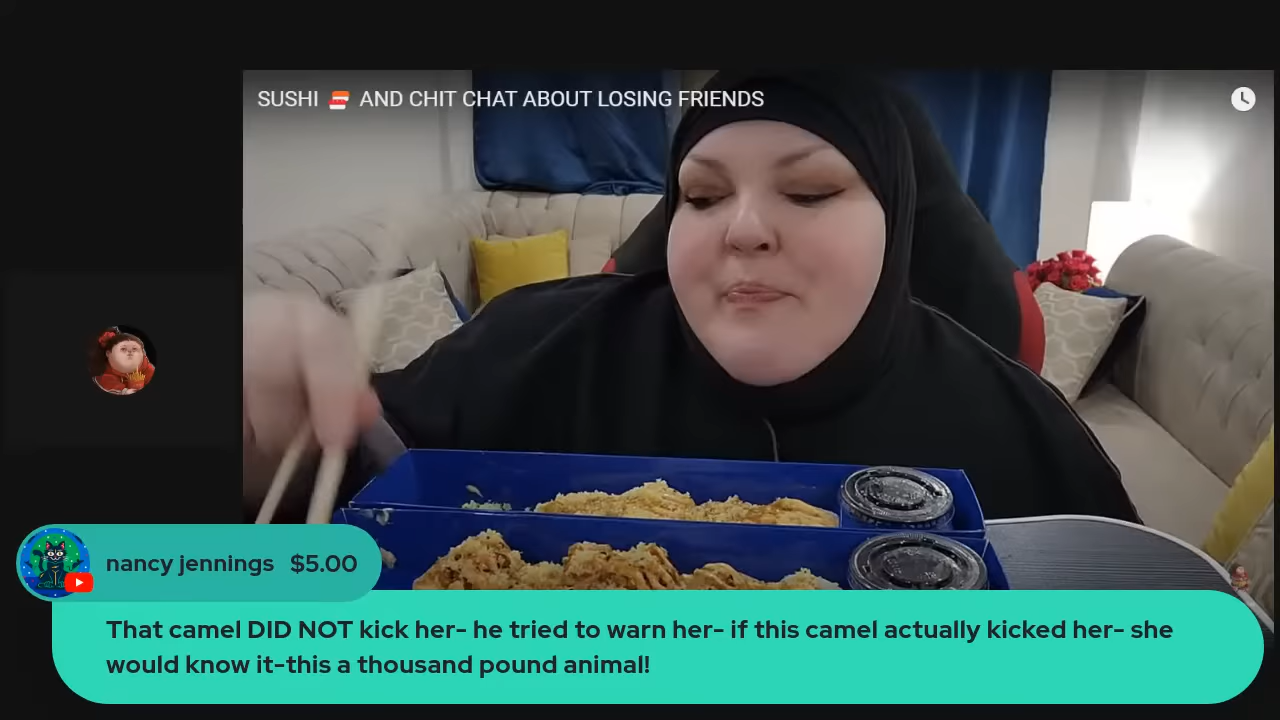 SUSHI 🍣 AND CHIT CHAT ABOUT LOSING FRIENDS
nancy jennings $5.00
That camel DID NOT kick her- he tried to warn her- if this camel actually kicked her- she
would know it-this a thousand pound animal!